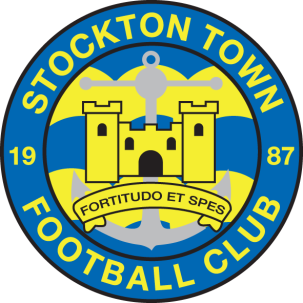 STOCKTON TOWN
19 87
FORTITUDO ET SPES
FOOTBALL CLUB